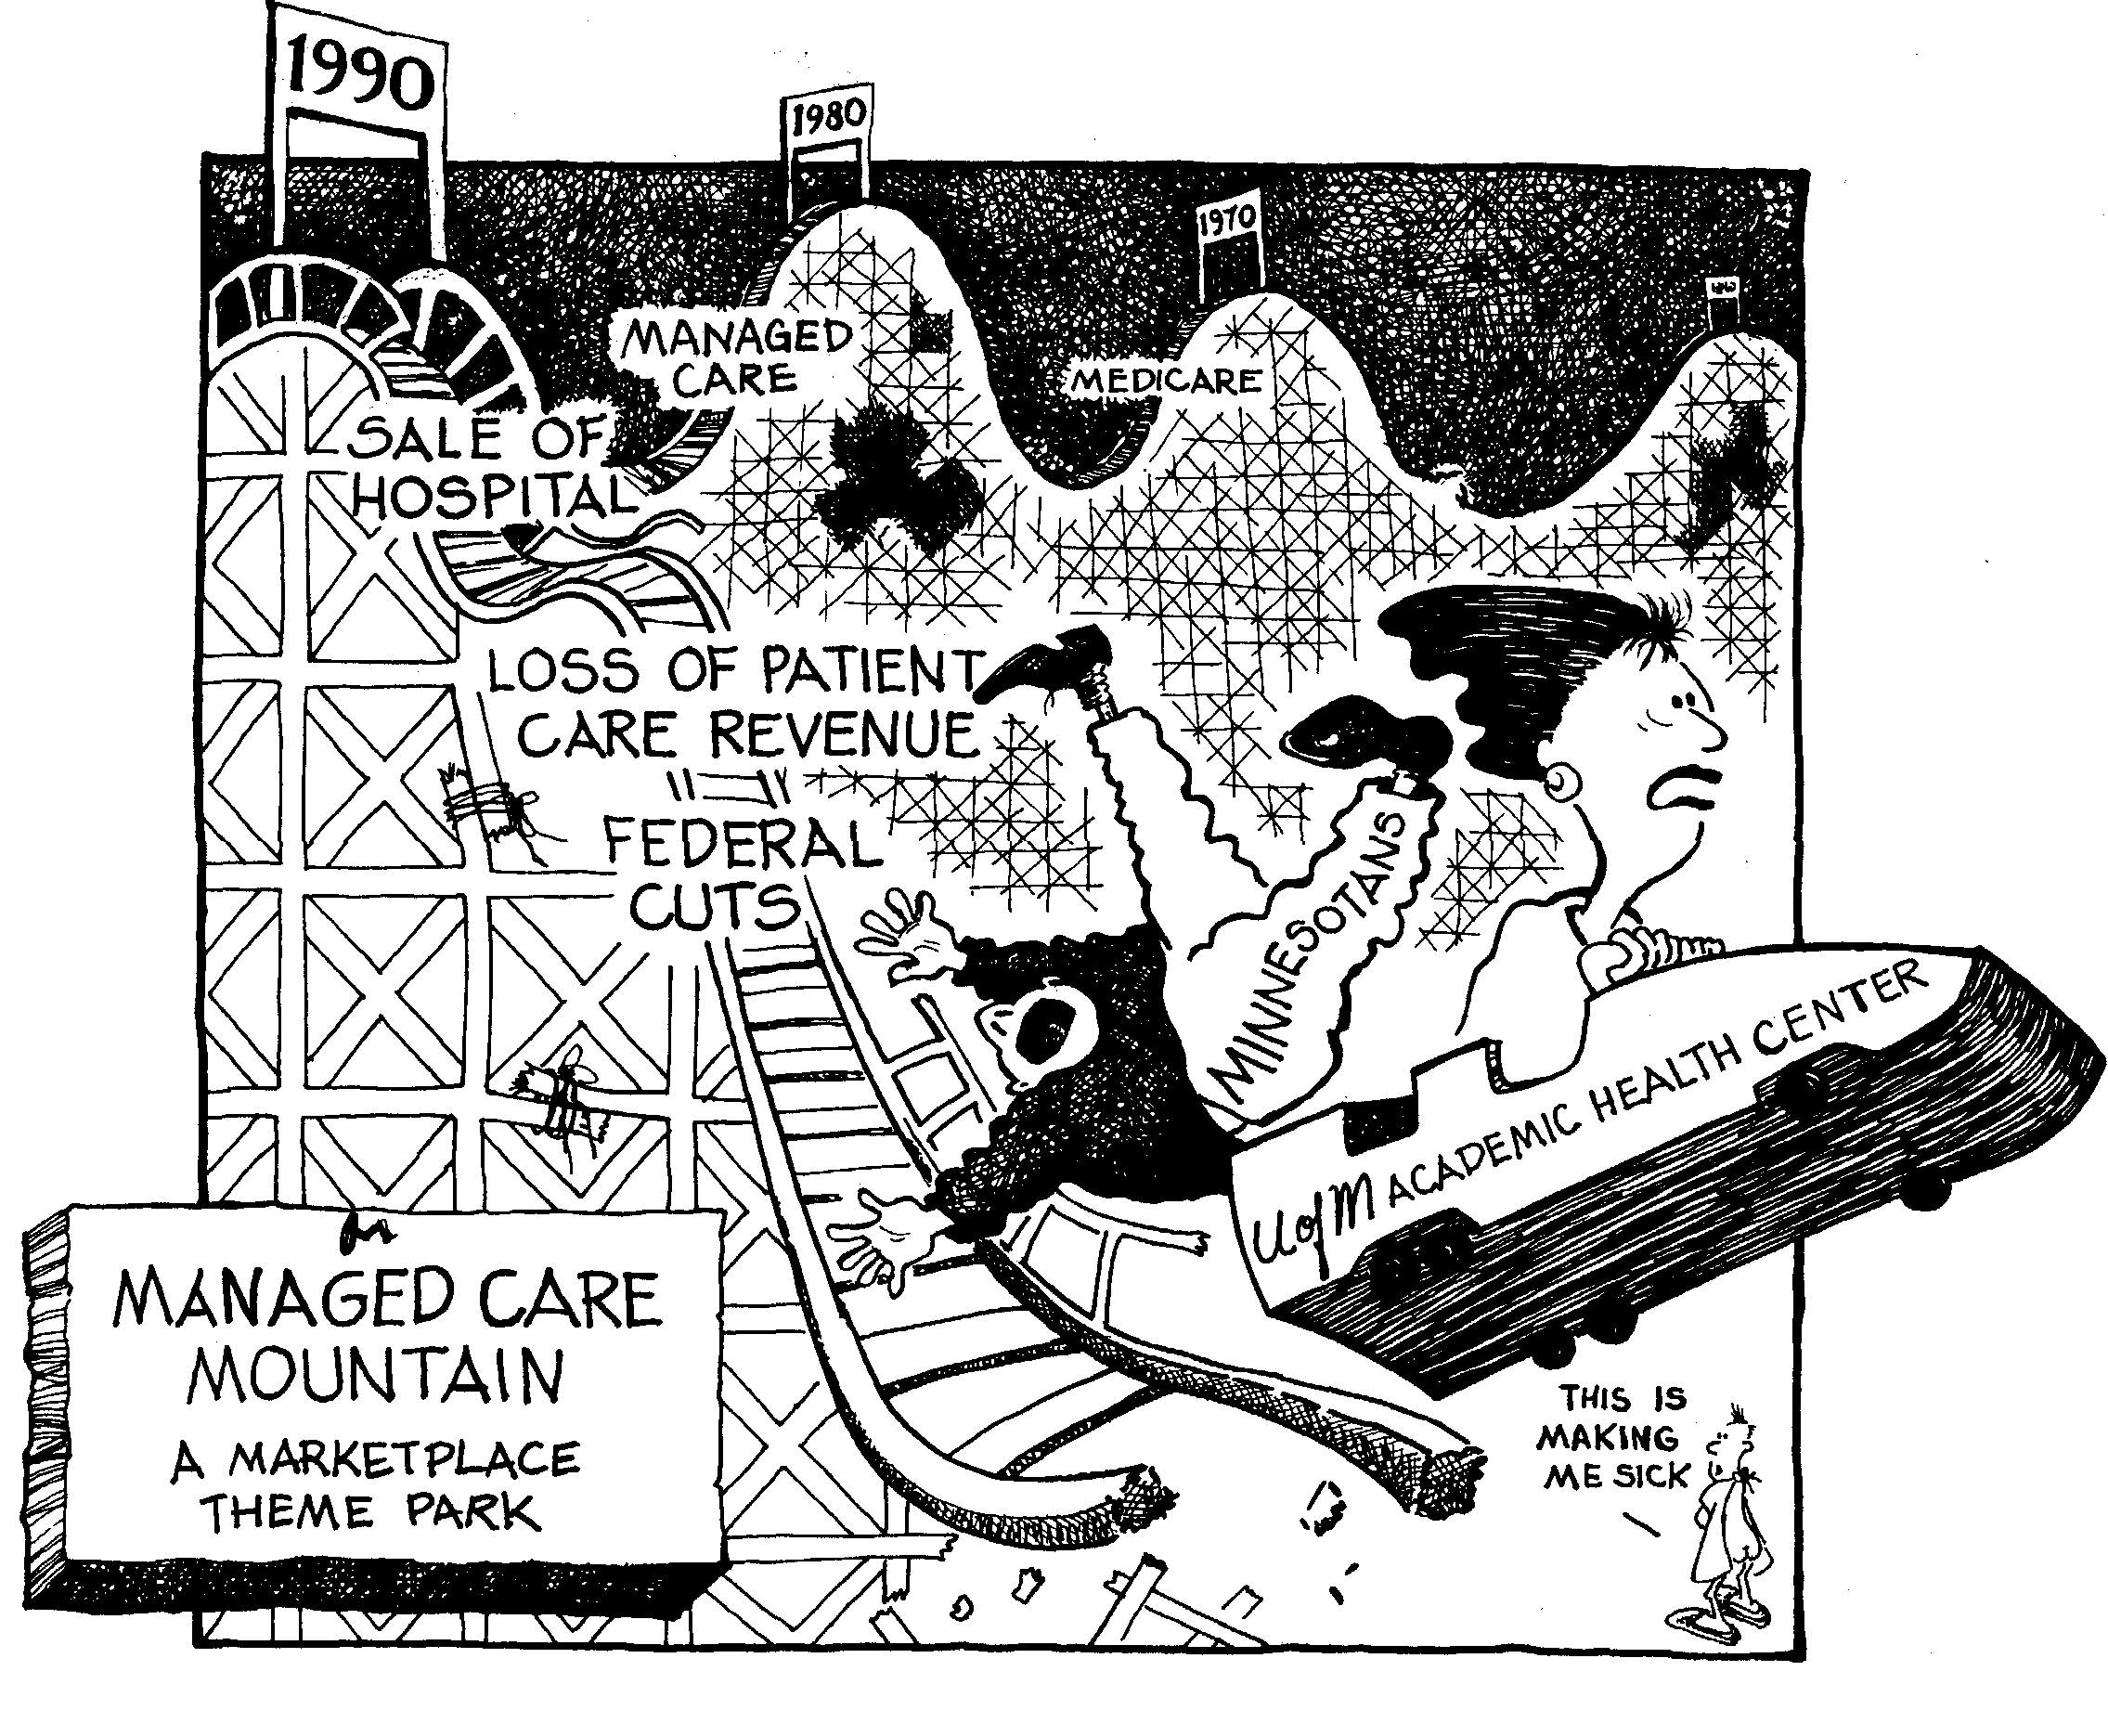 1990
1980
1970
MANAGED
CARE
MEDICARE
SALE OF
HOSPITAL
LOSS OF PATIENT
CARE REVENUE
FEDERAL
CUTS
MINNESOTANS
U of M ACADEMIC HEALTH CENTER
MANAGED CARE
MOUNTAIN
A MARKETPLACE
THEME PARK
THIS IS
MAKING
ME SICK